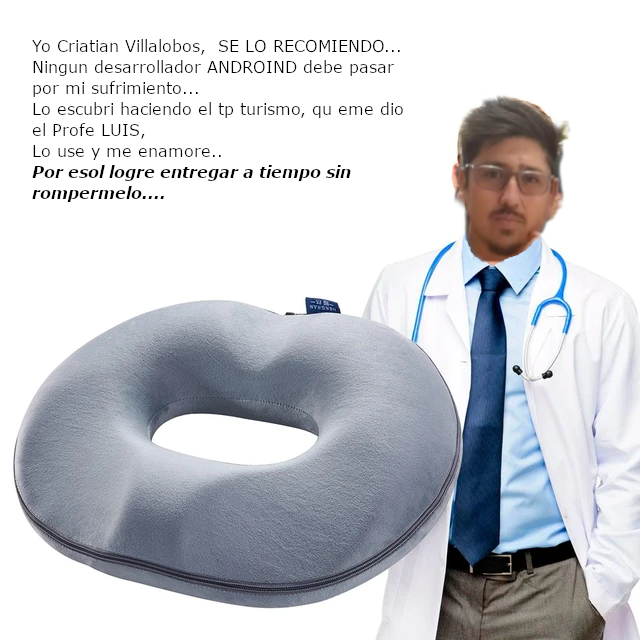 Yo Criatian Villalobos, SE LO RECOMIENDO...
Ningun desarrollador ANDROIND debe pasar
por mi sufrimiento...
Lo escubri haciendo el tp turismo, qu eme dio
el Profe LUIS,
Lo use y me enamore..
Por esol logre entregar a tiempo sin
rompermelo....